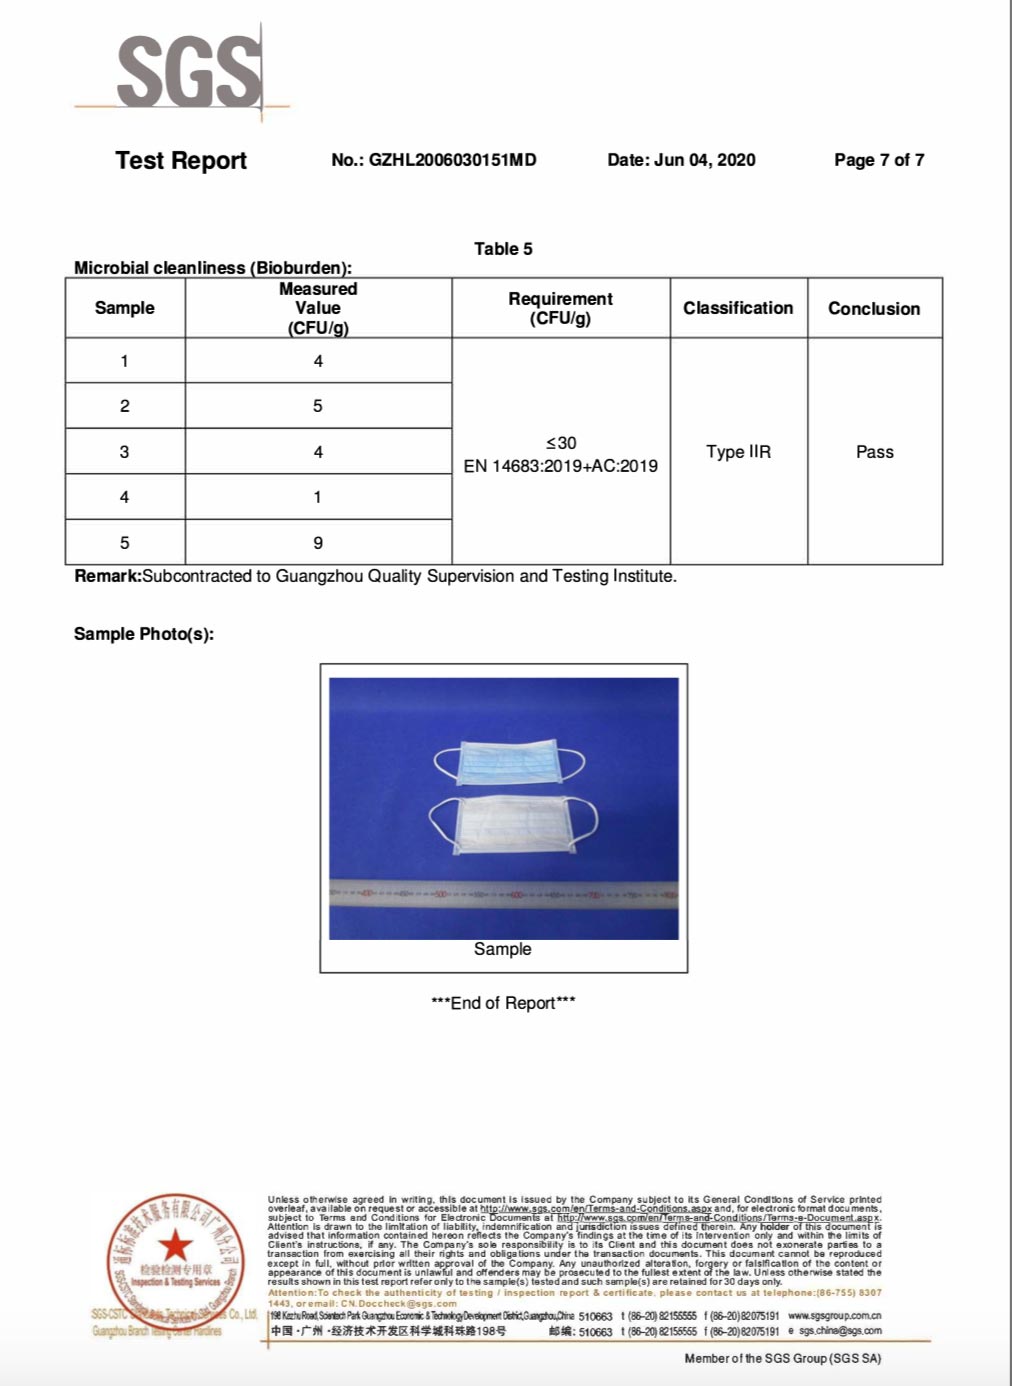 SGS
Test Report No.: GZHL2006030151MD Date: Jun 04, 2020 Page 7 of 7
Table 5
Microbial cleanliness (Bioburden):
Sample Measured Value (CFU/g) Requirement (CFU/g) Classification Conclusion
1 4
2 5
3 4
4 1
5 9
≤30 EN 14683:2019+AC:2019 Type IIR Pass
Remark:Subcontracted to Guangzhou Quality Supervision and Testing Institute.
Sample Photo(s):
Sample
***End of Report***
检验检测专用章
Inspection & Testing Services
Unless otherwise agreed in writing, this document is issued by the Company subject to its General Conditions of Service printed
overleaf, available on request or accessible at http://www.sgs.com/en/Terms-and-Conditions.aspx and, for electronic format documents,
subject to Terms and Conditions for Electronic Documents at http://www.sgs.com/en/Terms-and-Conditions/Terms-e-Document.aspx.
Attention is drawn to the limitation of liability, indemnification and jurisdiction issues defined therein. Any holder of this document is
advised that information contained hereon reflects the Company's findings at the time of its intervention only and within the limits of
Client's instructions, if any. The Company's sole responsibility is to its Client and this document does not exonerate parties to a
transaction from exercising all their rights and obligations under the transaction documents. This document cannot be reproduced
except in full, without prior written approval of the Company. Any unauthorized alteration, forgery or falsification of the content or
appearance of this document is unlawful and offenders may be prosecuted to the fullest extent of the law. Unless otherwise stated the
results shown in this test report refer only to the sample(s) tested and such sample(s) are retained for 30 days only.
Attention:To check the authenticity of testing / inspection report & certificate, please contact us at telephone:(86-755) 8307
1443, or email: CN.Doccheck@sgs.com
198 Kezhu Road, Scientech Park Guangzhou Economic & Technology Development District, Guangzhou, China 510663 t (86-20) 82155555 f (86-20) 82075191 www.sgsgroup.com.cn
中国·广州·经济技术开发区科学城科珠路198号 邮编: 510663 t (86-20) 82155555 f (86-20) 82075191 e sgs.china@sgs.com
Member of the SGS Group (SGS SA)